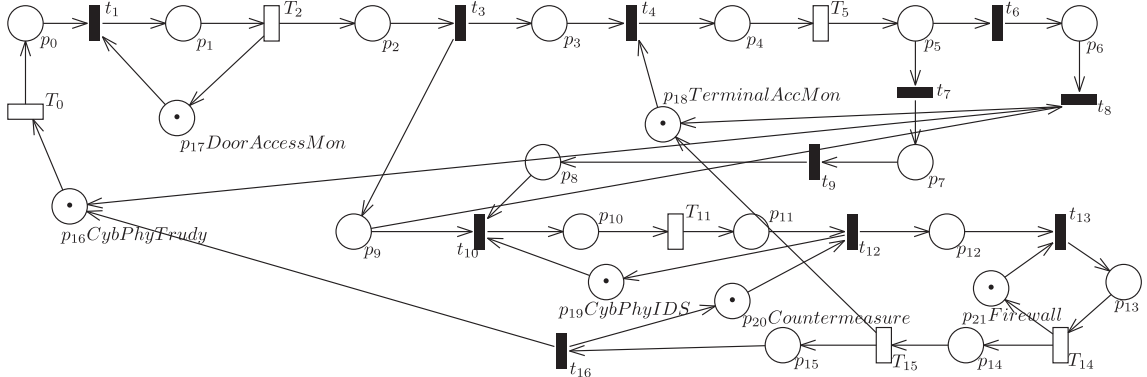 t1 T2 t3 t4 T5 t6
p0 p1 p2 p3 p4 p5 p6
T0 p18TerminalAccMon t7 t8
p17DoorAccessMon
p8 t9 p7
p16CybPhyTrudy p10 T11 p11 t13
p9 t10 t12 p12
p19CybPhyIDS p20Countermeasure p21Firewall p13
t16 p15 T15 p14 T14